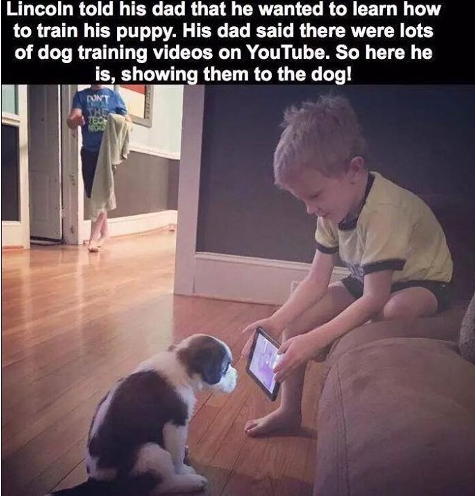 Lincoln told his dad that he wanted to learn how
to train his puppy. His dad said there were lots
of dog training videos on YouTube. So here he
is, showing them to the dog!
DON'T